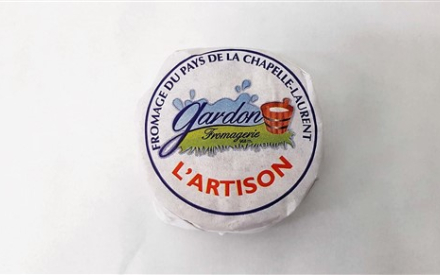 FROMAGE DU PAYS DE LA CHAPELLE-LAURENT
gardon
Fromagerie
L'ARTISON